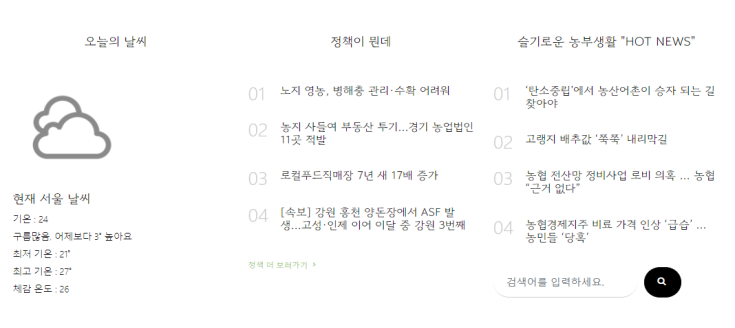 오늘의 날씨
현재 서울 날씨
기온 : 24
구름많음, 어제보다 3° 높아요
최저 기온 : 21°
최고 기온 : 27°
체감 온도 : 26
정책이 뭔데
01 노지 영농, 병해충 관리·수확 어려워
02 농지 사들여 부동산 투기...경기 농업법인
11곳 적발
03 로컬푸드직매장 7년 새 17배 증가
04 [속보] 강원 홍천 양돈장에서 ASF 발
생...고성·인제 이어 이달 중 강원 3번째
정책 더 보러가기 >
슬기로운 농부생활 "HOT NEWS"
01 ‘탄소중립’에서 농산어촌이 승자 되는 길
찾아야
02 고랭지 배추값 ‘쭉쭉’ 내리막길
03 농협 전산망 정비사업 로비 의혹 ... 농협
“근거 없다”
04 농협경제지주 비료 가격 인상 ‘급습’ ...
농민들 ‘당혹’
검색어를 입력하세요.